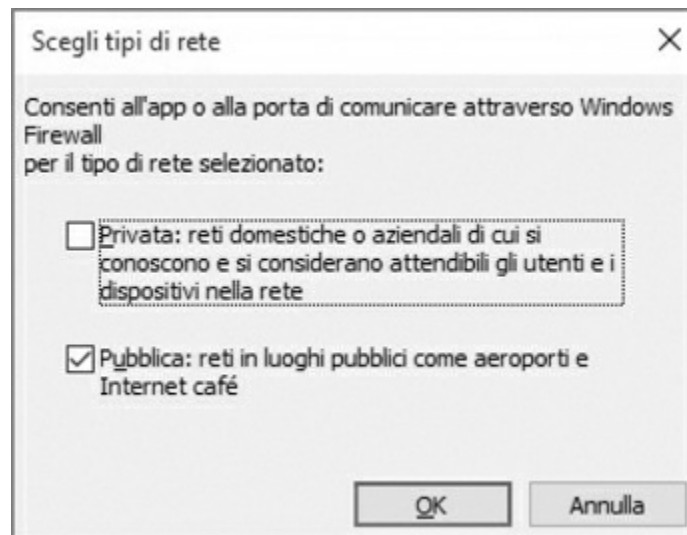 Scegli tipi di rete
Consenti all'app o alla porta di comunicare attraverso Windows
Firewall
per il tipo di rete selezionato:
Privata: reti domestiche o aziendali di cui si
conoscono e si considerano attendibili gli utenti e i
dispositivi nella rete
Pubblica: reti in luoghi pubblici come aeroporti e
Internet café
OK
Annulla